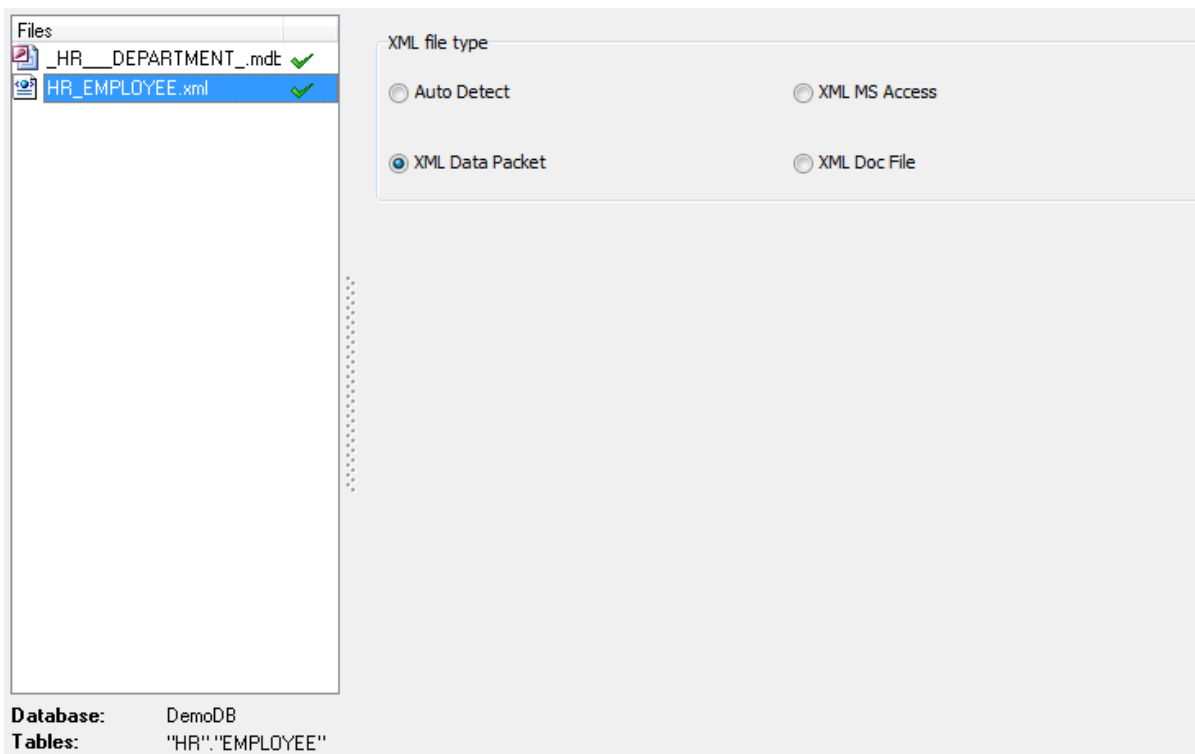 Files
_HR___DEPARTMENT_.mdb
HR_EMPLOYEE.xml
XML file type
Auto Detect
XML MS Access
XML Data Packet
XML Doc File
Database: DemoDB
Tables: "HR"."EMPLOYEE"